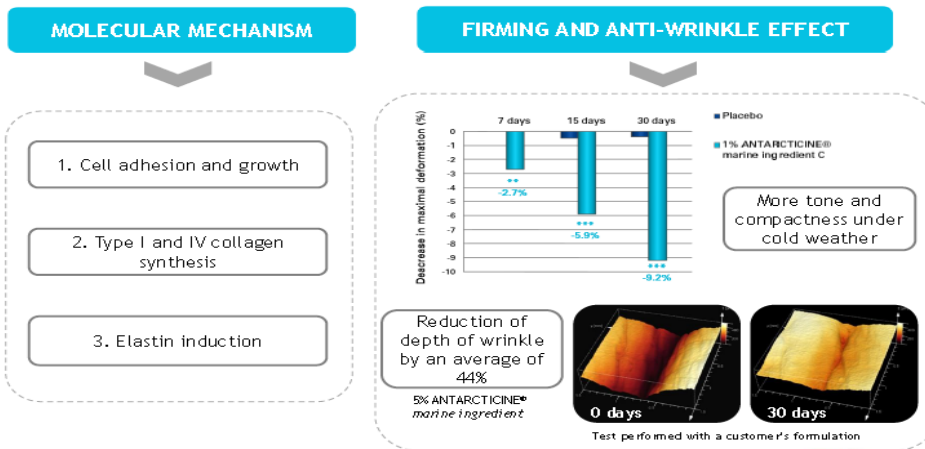 MOLECULAR MECHANISM
FIRMING AND ANTI-WRINKLE EFFECT
1. Cell adhesion and growth
2. Type I and IV collagen
synthesis
3. Elastin induction
Deacrease in maximal deformation (%)
7 days
15 days
30 days
0
-1
-2
-3
-4
-5
-6
-7
-8
-9
-10
**
-2.7%
***
-5.9%
***
-9.2%
Placebo
1% ANTARCTICINE®
marine ingredient C
More tone and
compactness under
cold weather
Reduction of
depth of wrinkle
by an average of
44%
5% ANTARCTICINE®
marine ingredient
0 days
30 days
Test performed with a customer's formulation